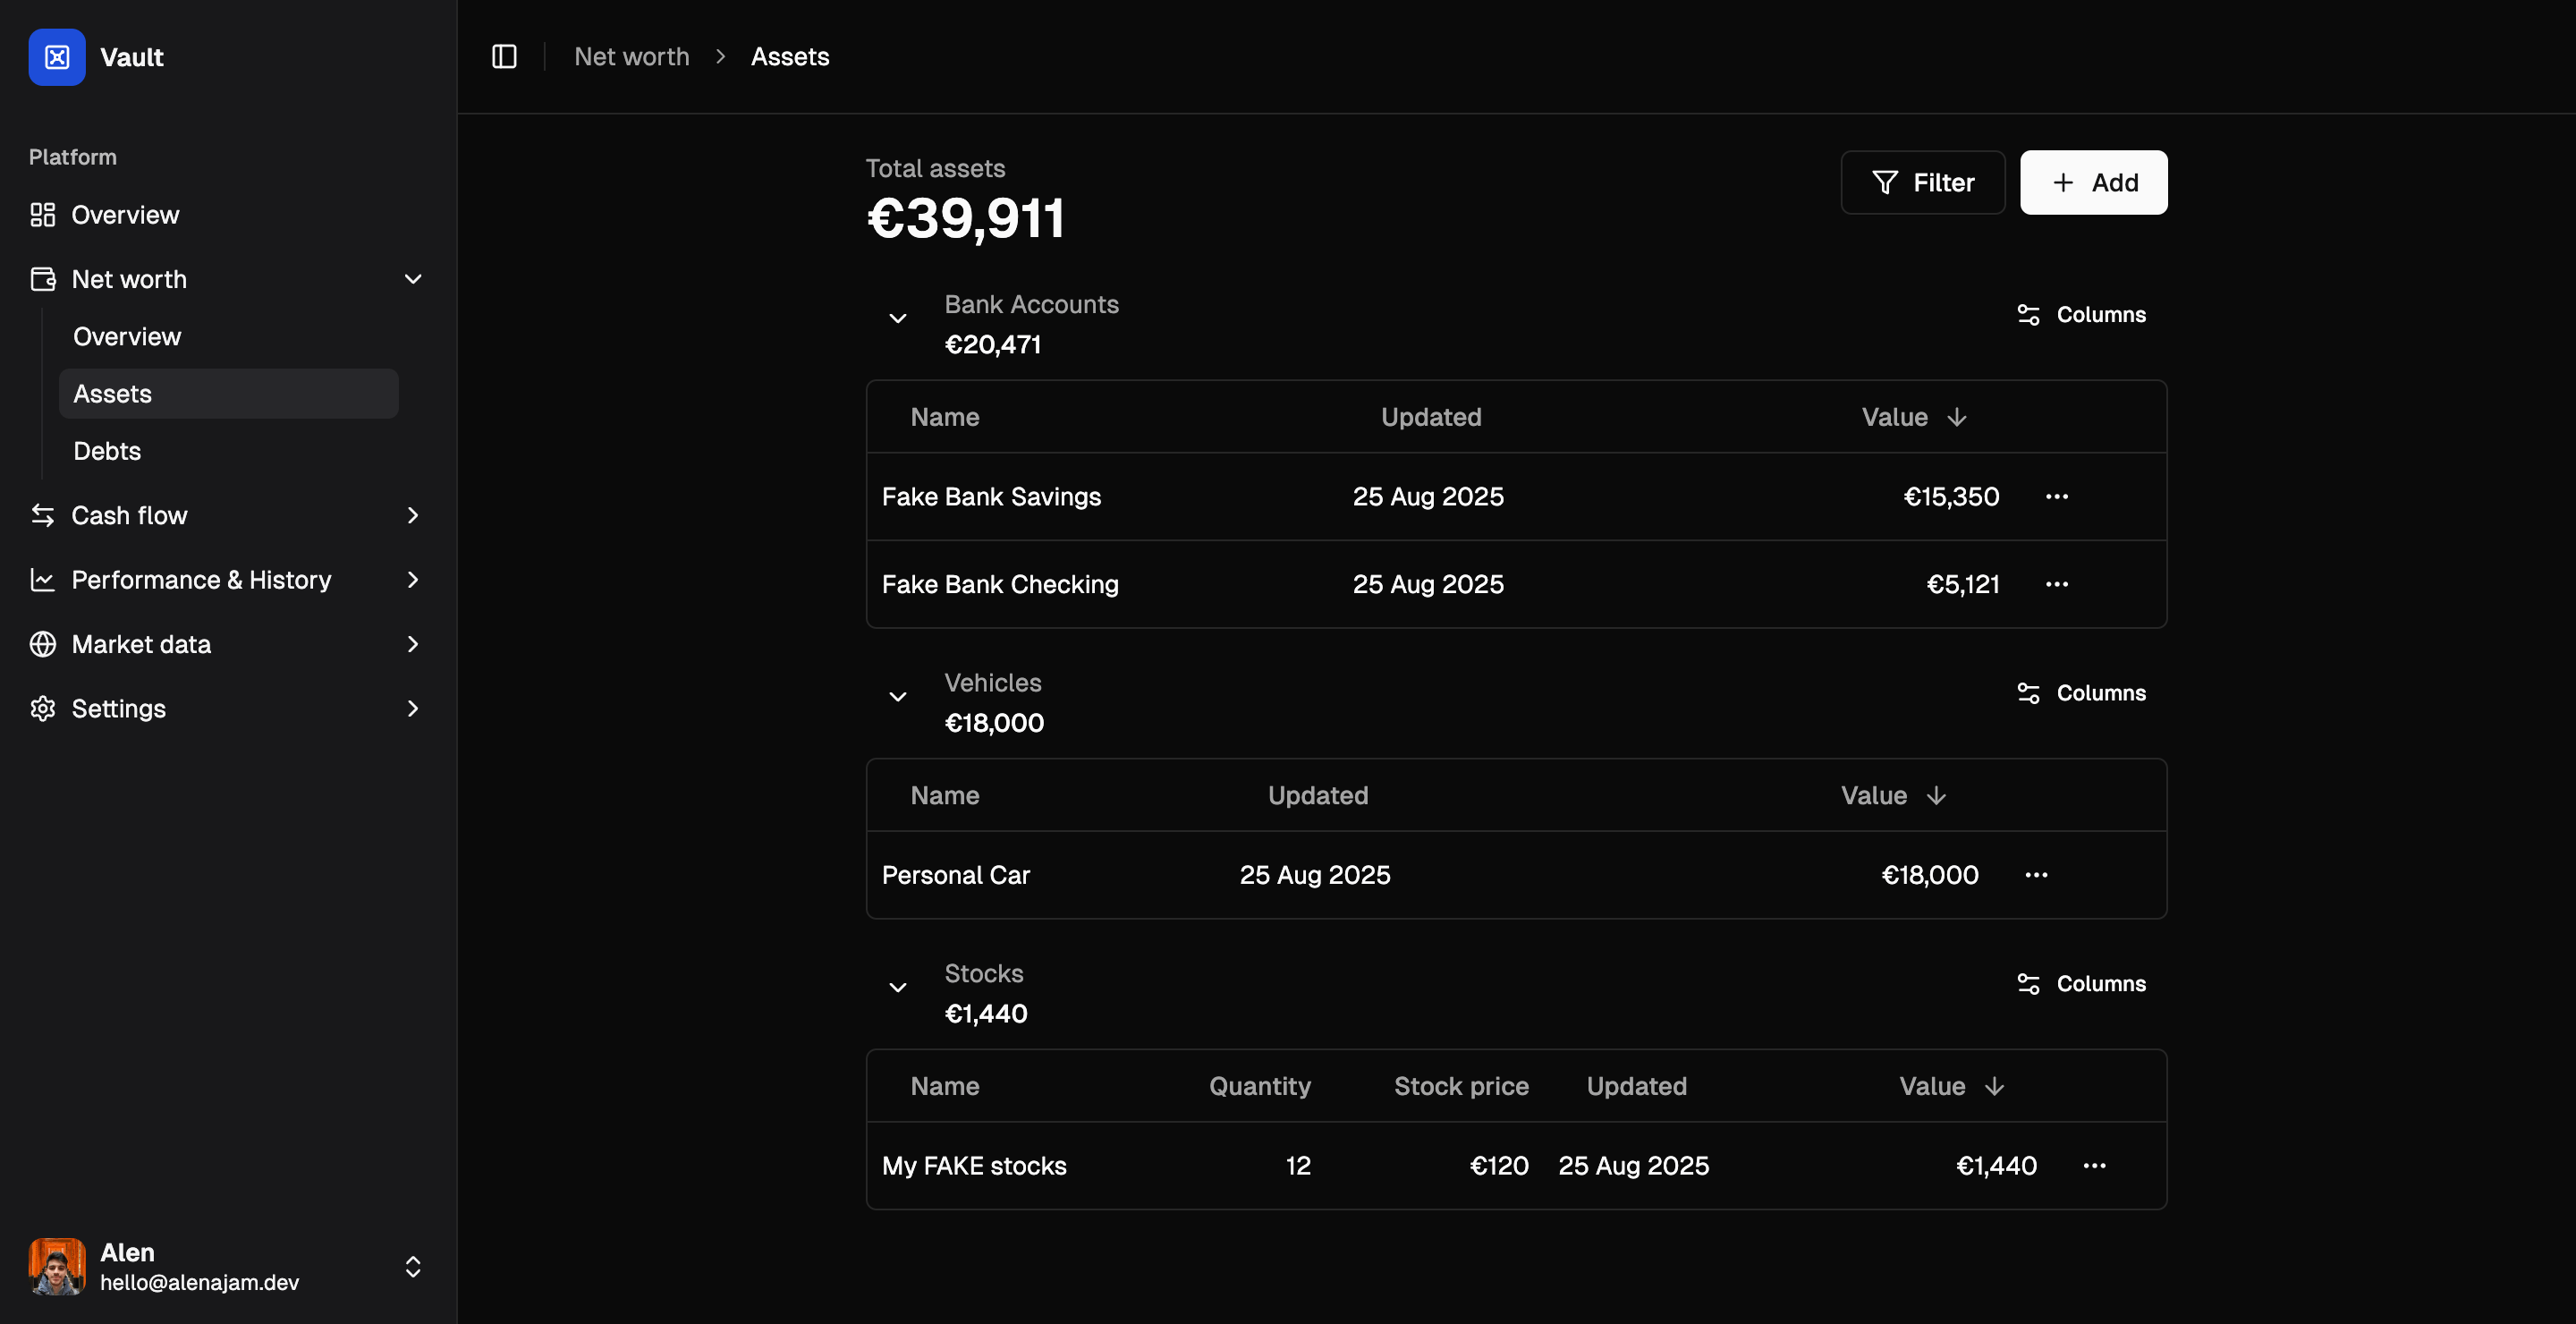 Vault
Platform
Overview
Net worth
Overview
Assets
Debts
Cash flow
Performance & History
Market data
Settings
Alen
hello@alenajam.dev
Net worth > Assets
Total assets
€39,911
Filter
Add
Bank Accounts
€20,471
Columns
Name Updated Value
Fake Bank Savings 25 Aug 2025 €15,350
Fake Bank Checking 25 Aug 2025 €5,121
Vehicles
€18,000
Columns
Name Updated Value
Personal Car 25 Aug 2025 €18,000
Stocks
€1,440
Columns
Name Quantity Stock price Updated Value
My FAKE stocks 12 €120 25 Aug 2025 €1,440